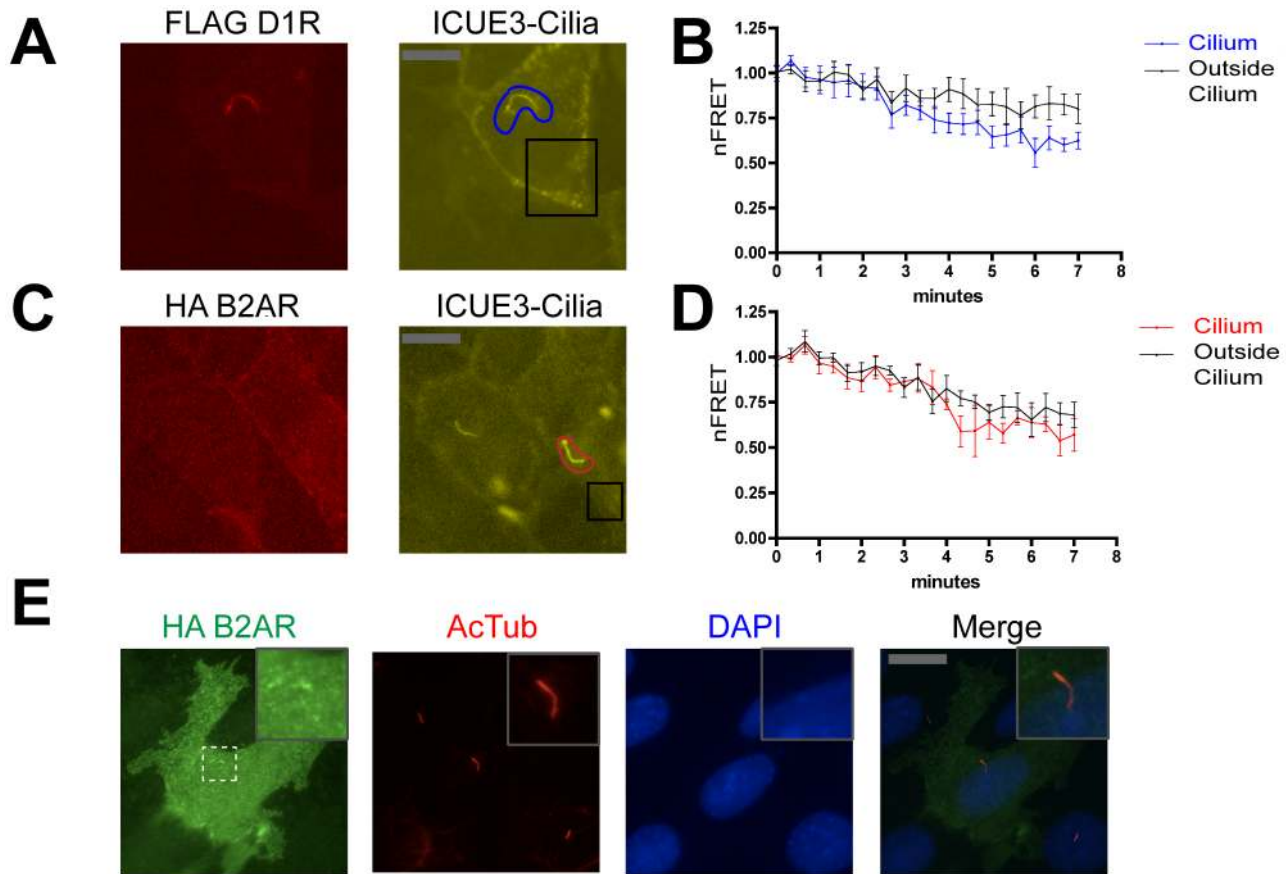 A
FLAG D1R
ICUE3-Cilia
B
nFRET
1.25
1.00
0.75
0.50
0.25
0.00
0 1 2 3 4 5 6 7 8
minutes
Cilium
Outside
Cilium
C
HA B2AR
ICUE3-Cilia
D
nFRET
1.25
1.00
0.75
0.50
0.25
0.00
0 1 2 3 4 5 6 7 8
minutes
Cilium
Outside
Cilium
E
HA B2AR
AcTub
DAPI
Merge